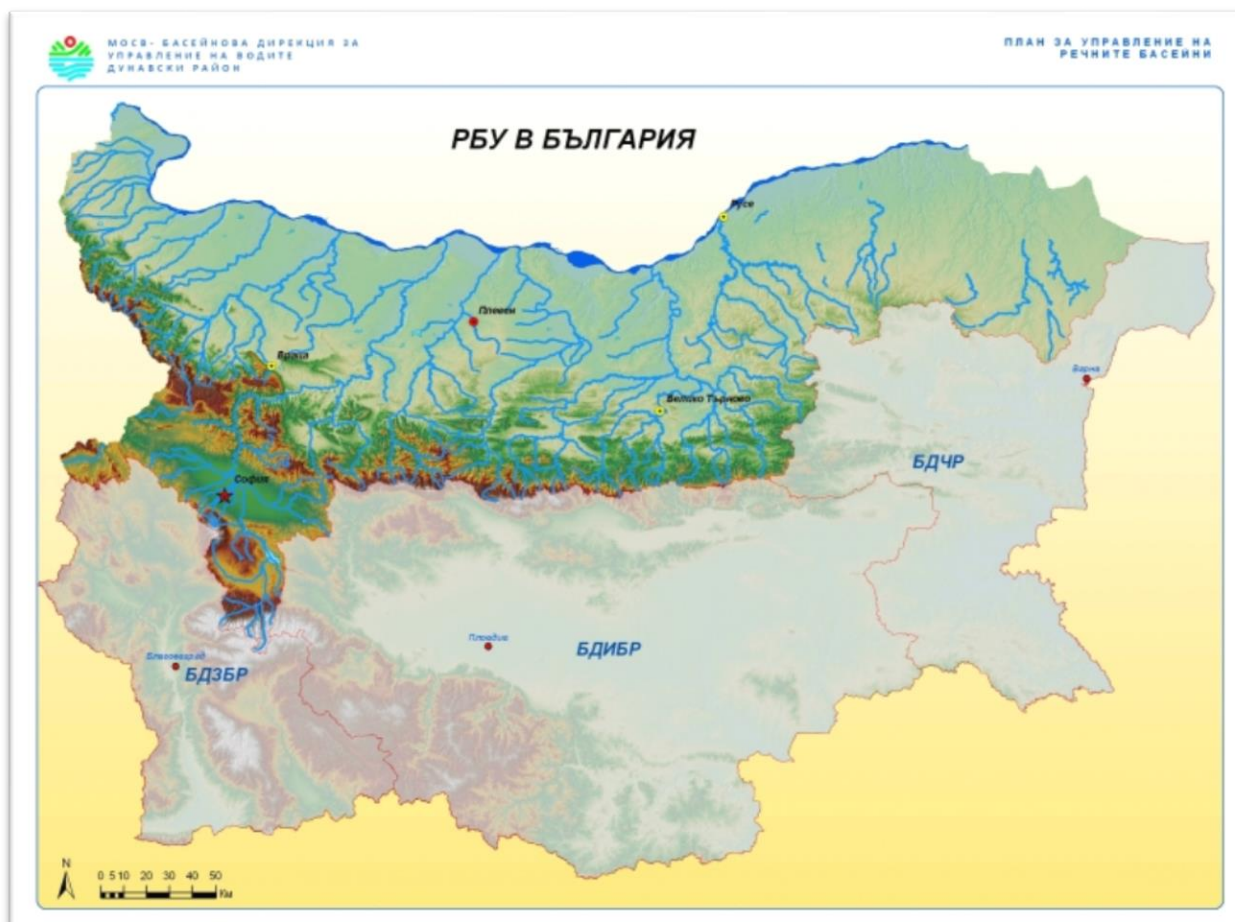 МОСВ- БАСЕЙНОВА ДИРЕКЦИЯ ЗА
УПРАВЛЕНИЕ НА ВОДИТЕ
ДУНАВСКИ РАЙОН
ПЛАН ЗА УПРАВЛЕНИЕ НА
РЕЧНИТЕ БАСЕЙНИ
РБУ В БЪЛГАРИЯ
Русе
Плевен
Враца
Варна
Велико Търново
БДЧР
София
Пловдив
БДИБР
Благоевград
БДЗБР
N
0 5 10 20 30 40 50
Км